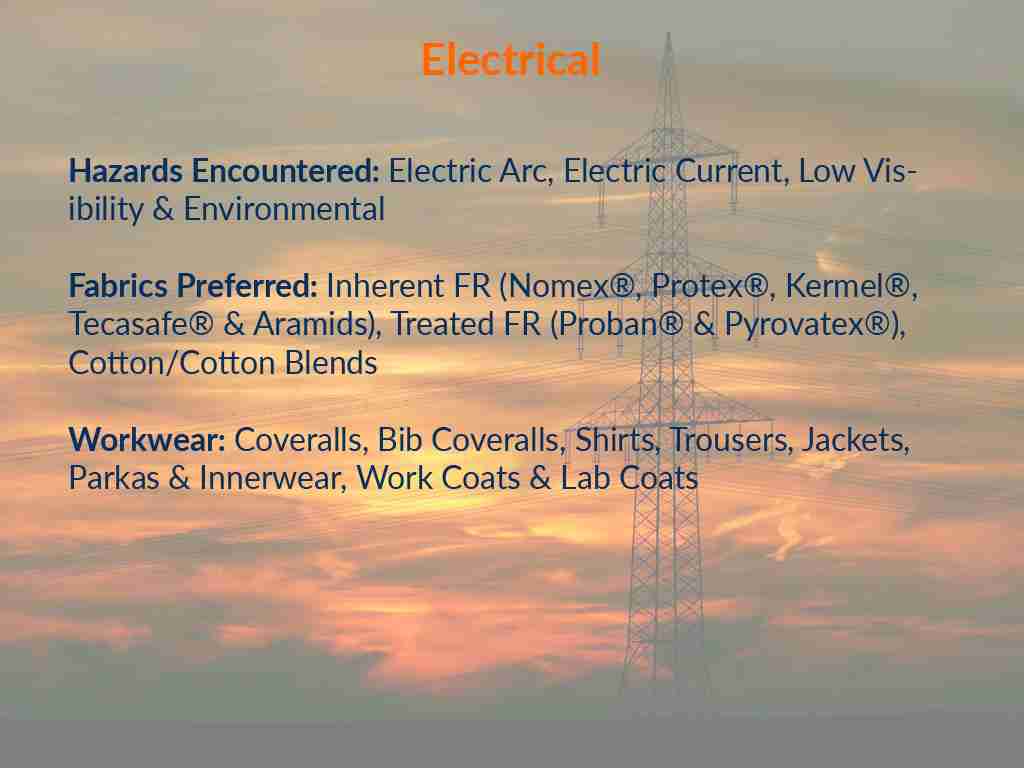 Electrical
Hazards Encountered: Electric Arc, Electric Current, Low Vis-
ibility & Environmental
Fabrics Preferred: Inherent FR (Nomex®, Protex®, Kermel®,
Tecasafe® & Aramids), Treated FR (Proban® & Pyrovatex®),
Cotton/Cotton Blends
Workwear: Coveralls, Bib Coveralls, Shirts, Trousers, Jackets,
Parkas & Innerwear, Work Coats & Lab Coats